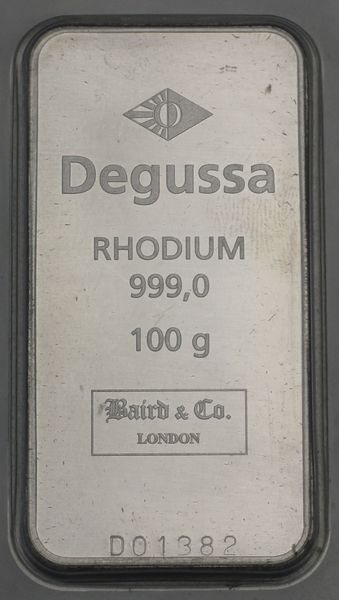 Degussa
RHODIUM
999,0
100 g
Baird & Co.
LONDON
D01382